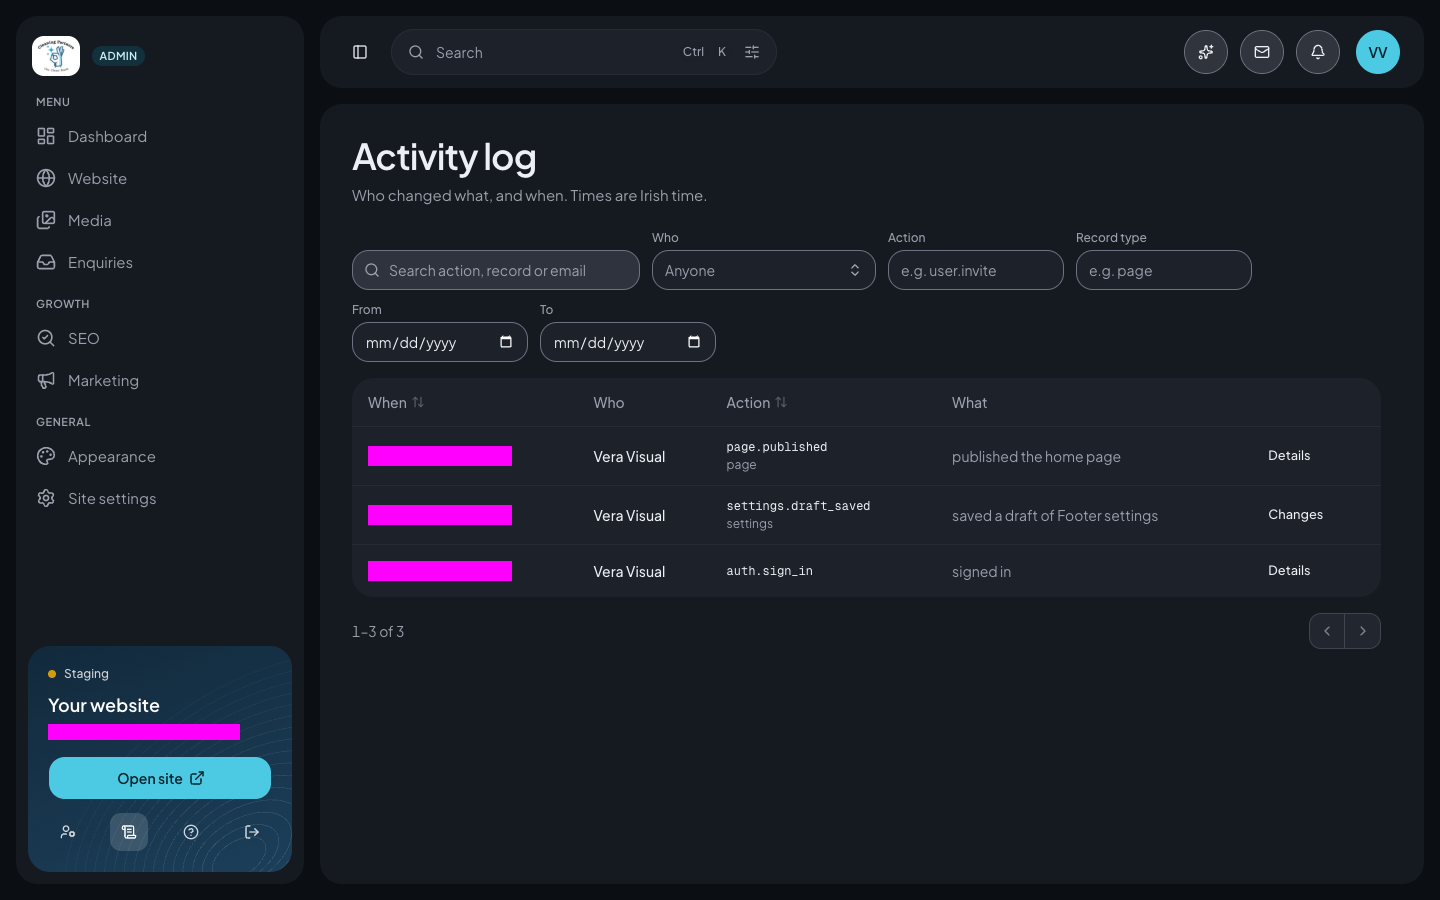 Cleaning Partners
ADMIN
MENU
Dashboard
Website
Media
Enquiries
GROWTH
SEO
Marketing
GENERAL
Appearance
Site settings
Staging
Your website
Open site
Search
Ctrl K
VV
Activity log
Who changed what, and when. Times are Irish time.
Search action, record or email
Who
Anyone
Action
e.g. user.invite
Record type
e.g. page
From
mm/dd/yyyy
To
mm/dd/yyyy
When Who Action What
Vera Visual page.published published the home page Details
page
Vera Visual settings.draft_saved saved a draft of Footer settings Changes
settings
Vera Visual auth.sign_in signed in Details
1–3 of 3